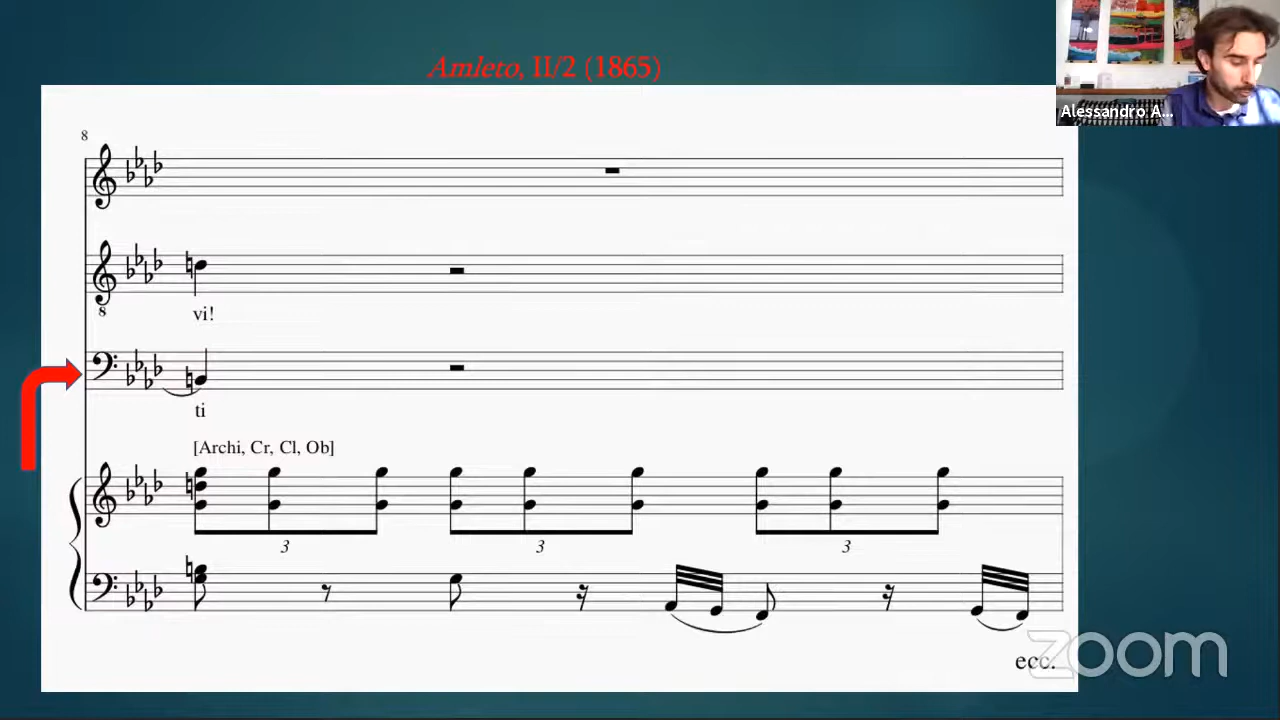 Amleto, II/2 (1865)
Alessandro A...
8
8
vi!
ti
[Archi, Cr, Cl, Ob]
3 3 3
ecc.
zoom